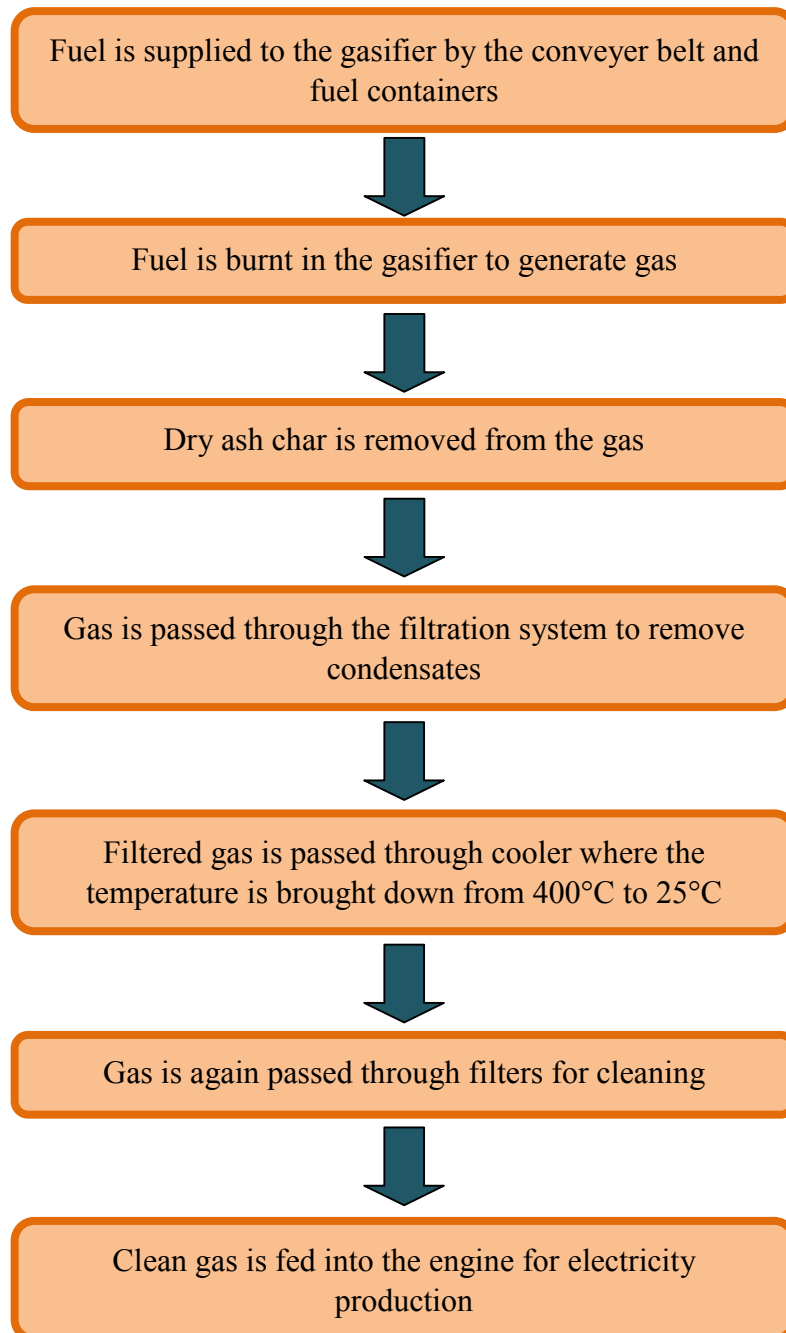 Fuel is supplied to the gasifier by the conveyer belt and
fuel containers
Fuel is burnt in the gasifier to generate gas
Dry ash char is removed from the gas
Gas is passed through the filtration system to remove
condensates
Filtered gas is passed through cooler where the
temperature is brought down from 400°C to 25°C
Gas is again passed through filters for cleaning
Clean gas is fed into the engine for electricity
production